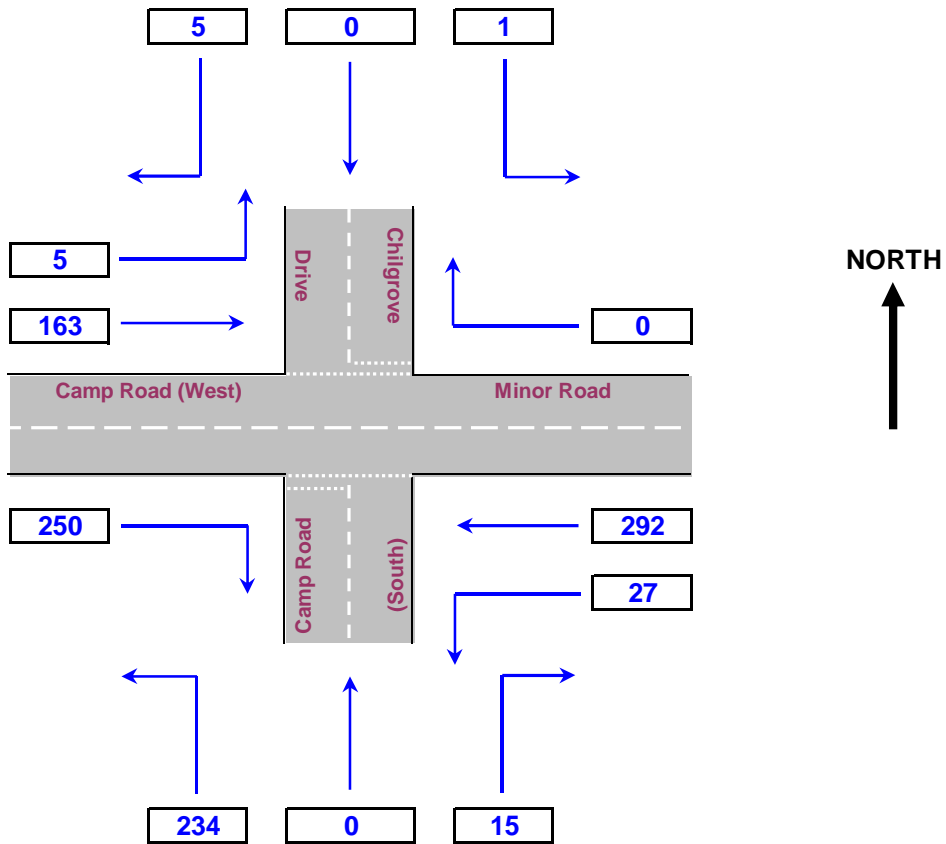 5 0 1
Drive
Chilgrove
5
NORTH
163
0
Camp Road (West)
Minor Road
250
Camp Road
(South)
292
27
234 0 15